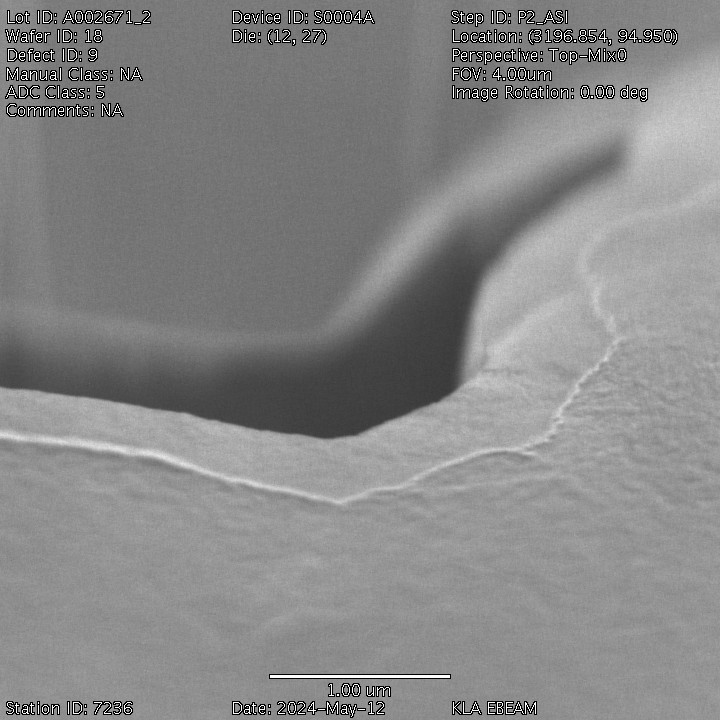 Lot ID: A002671_2
Wafer ID: 18
Defect ID: 9
Manual Class: NA
ADC Class: 5
Comments: NA
Device ID: S0004A
Die: (12, 27)
Step ID: P2_ASI
Location: (3196.854, 94.950)
Perspective: Top-Mix0
FOV: 4.00um
Image Rotation: 0.00 deg
1.00 um
Station ID: 7236
Date: 2024-May-12
KLA EBEAM